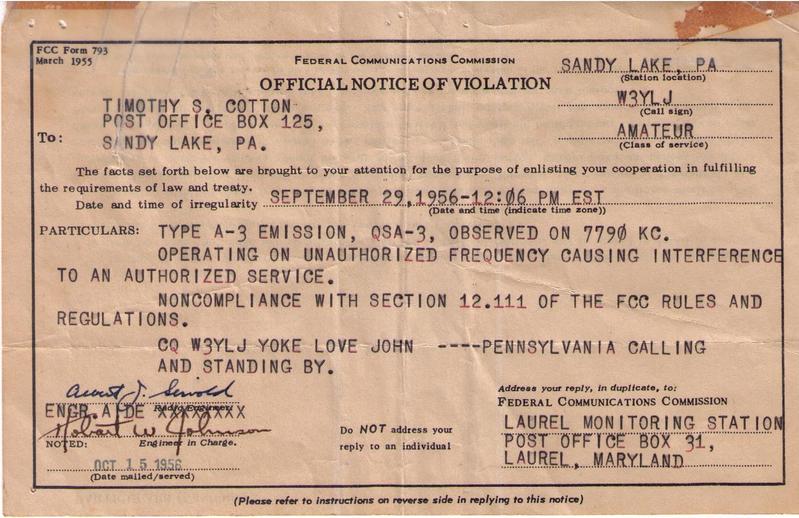 FCC Form 793
March 1955
FEDERAL COMMUNICATIONS COMMISSION
OFFICIAL NOTICE OF VIOLATION
SANDY LAKE, PA
(Station location)
W3YLJ
(Call sign)
AMATEUR
(Class of service)
TIMOTHY S. COTTON
POST OFFICE BOX 125,
To: SANDY LAKE, PA.
The facts set forth below are brought to your attention for the purpose of enlisting your cooperation in fulfilling
the requirements of law and treaty.
Date and time of irregularity SEPTEMBER 29,1956-12:06 PM EST
(Date and time (indicate time zone))
PARTICULARS: TYPE A-3 EMISSION, QSA-3, OBSERVED ON 7790 KC.
OPERATING ON UNAUTHORIZED FREQUENCY CAUSING INTERFERENCE
TO AN AUTHORIZED SERVICE.
NONCOMPLIANCE WITH SECTION 12.111 OF THE FCC RULES AND
REGULATIONS.
CQ W3YLJ YOKE LOVE JOHN ----PENNSYLVANIA CALLING
AND STANDING BY.
ENGR. AIDE XXXXXXXX
Radio Engineer
Hobart W Johnson
NOTED: Engineer in Charge.
OCT 15 1956
(Date mailed/served)
Do NOT address your
reply to an individual
Address your reply, in duplicate, to:
FEDERAL COMMUNICATIONS COMMISSION
LAUREL MONITORING STATION
POST OFFICE BOX 31,
LAUREL, MARYLAND
(Please refer to instructions on reverse side in replying to this notice)